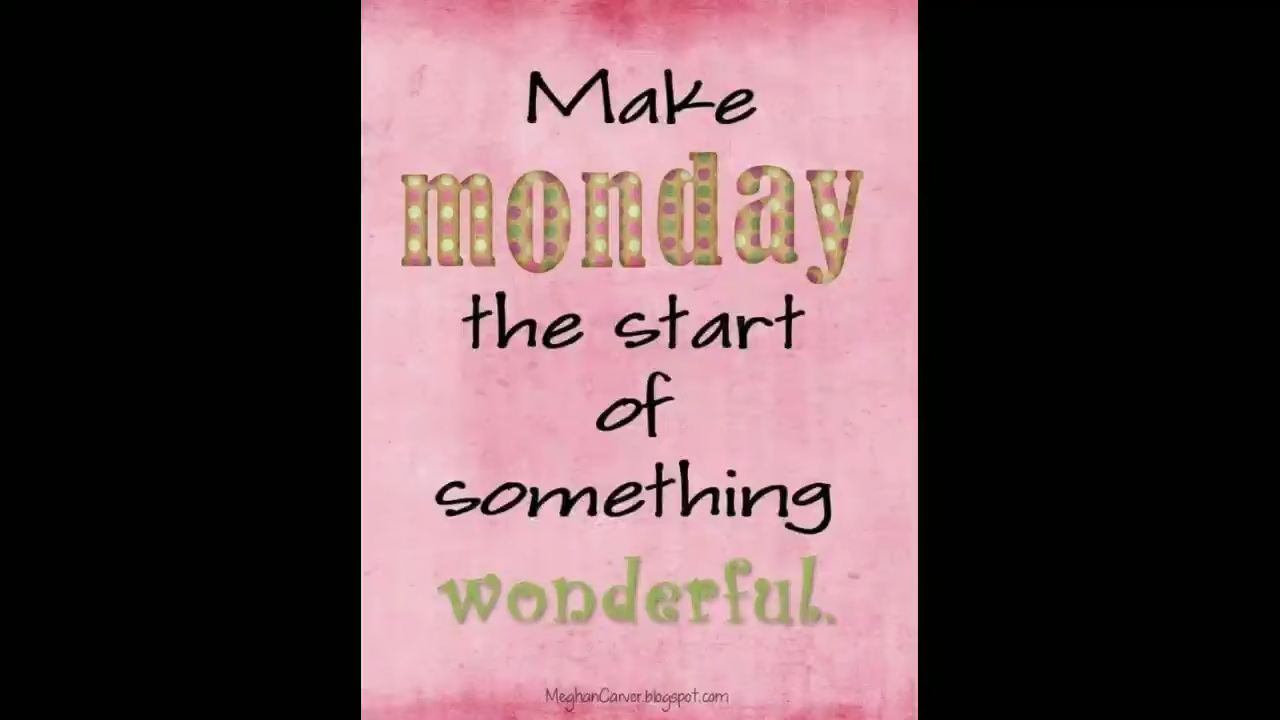 Make
monday
the start
of
something
wonderful.
MeghanCarver.blogspot.com